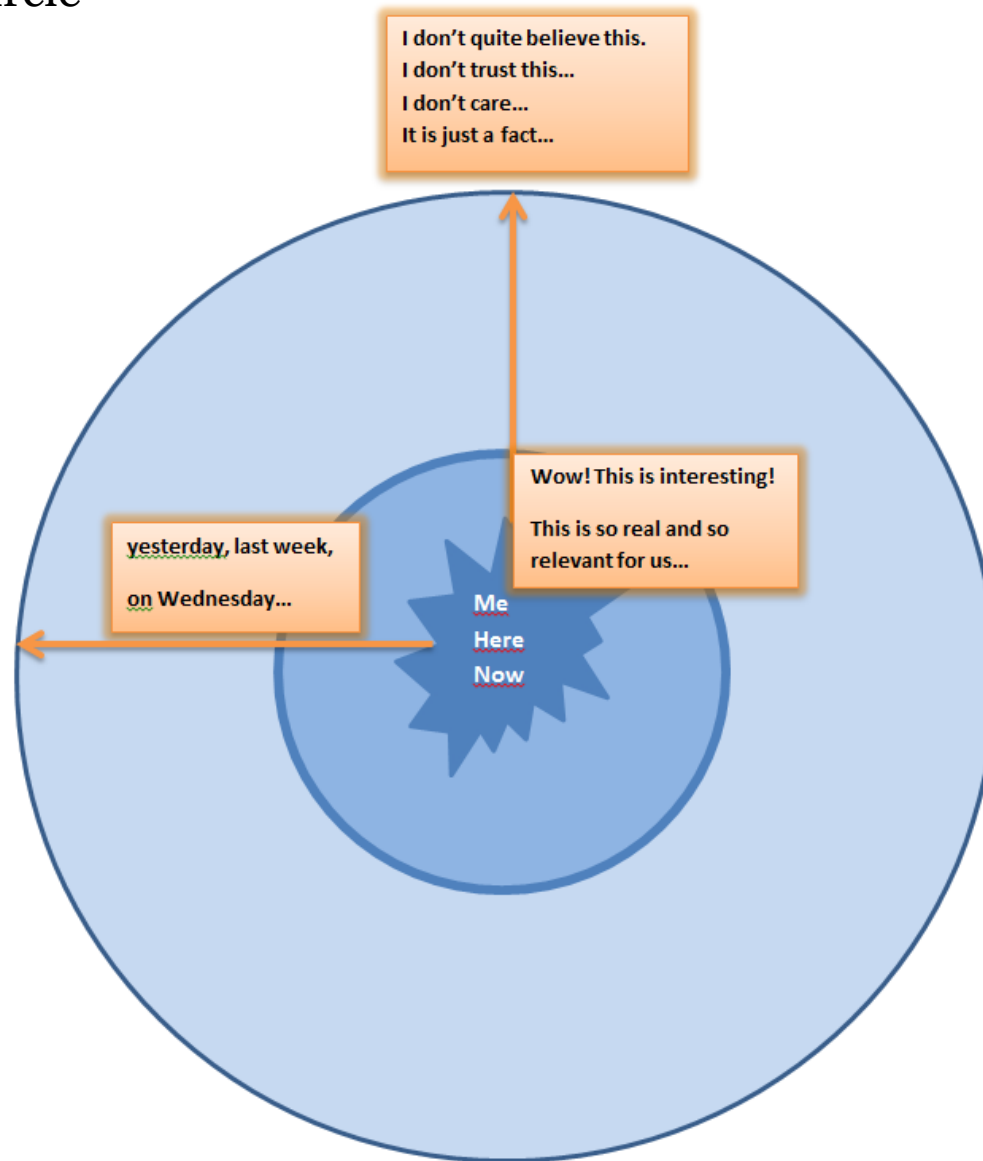 I don't quite believe this.
I don't trust this...
I don't care...
It is just a fact...
Wow! This is interesting!
This is so real and so
relevant for us...
yesterday, last week,
on Wednesday...
Me
Here
Now